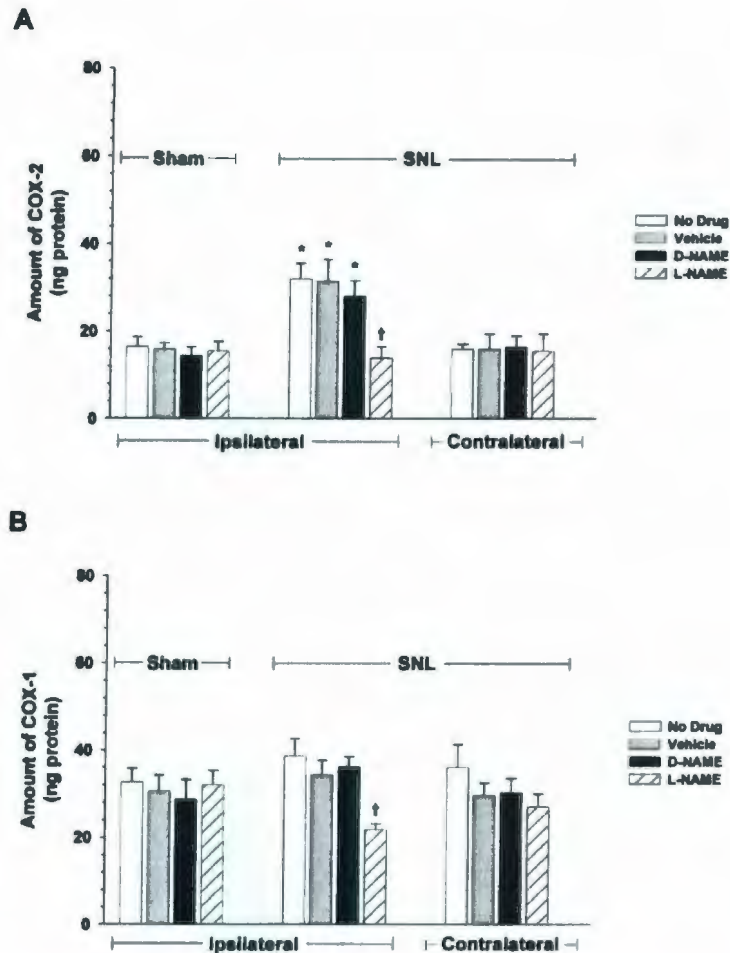 A
Amount of COX-2
(ng protein)
80
60
40
20
0
Sham
SNL
* * * †
Ipsilateral
Contralateral
No Drug
Vehicle
D-NAME
L-NAME
B
Amount of COX-1
(ng protein)
80
60
40
20
0
Sham
SNL
†
Ipsilateral
Contralateral
No Drug
Vehicle
D-NAME
L-NAME